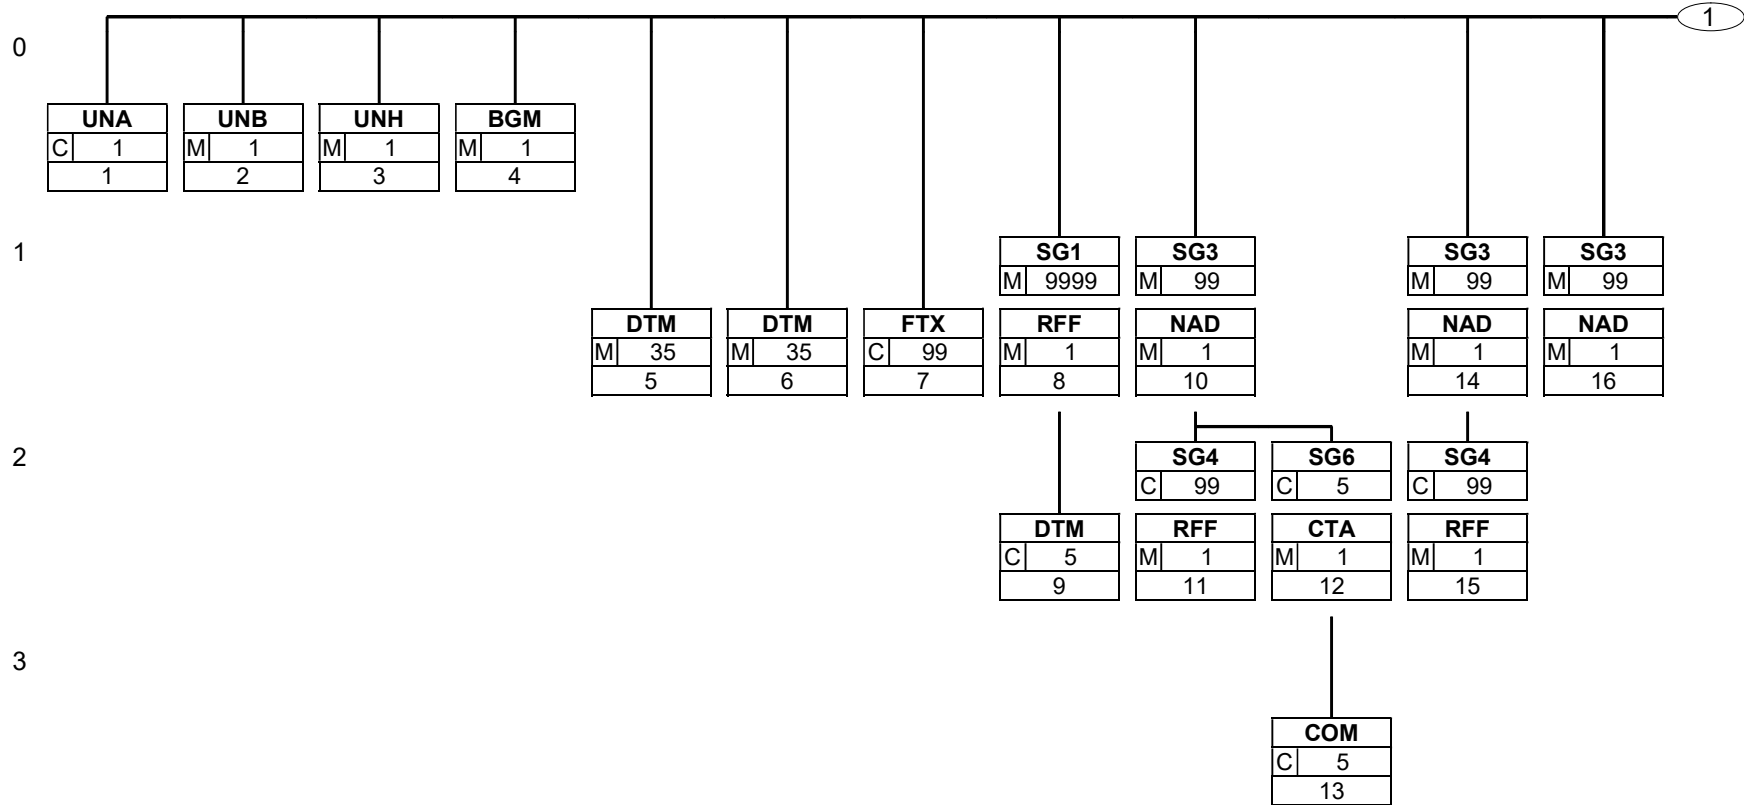 1
0
UNA UNB UNH BGM
C 1 M 1 M 1 M 1
1 2 3 4
1
SG1 SG3 SG3 SG3
M 9999 M 99 M 99 M 99
DTM DTM FTX RFF NAD NAD NAD
M 35 M 35 C 99 M 1 M 1 M 1 M 1
5 6 7 8 10 14 16
2
SG4 SG6 SG4
C 99 C 5 C 99
DTM RFF CTA RFF
C 5 M 1 M 1 M 1
9 11 12 15
3
COM
C 5
13